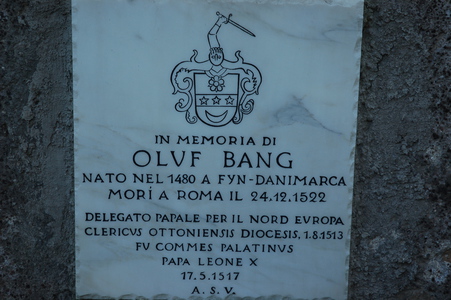 IN MEMORIA DI
OLVF BANG
NATO NEL 1480 A FYN-DANIMARCA
MORÌ A ROMA IL 24.12.1522
DELEGATO PAPALE PER IL NORD EVROPA
CLERICVS OTTONIENSIS DIOCESIS, 1.8.1513
FV COMMES PALATINVS
PAPA LEONE X
17.5.1517
A. S. V.